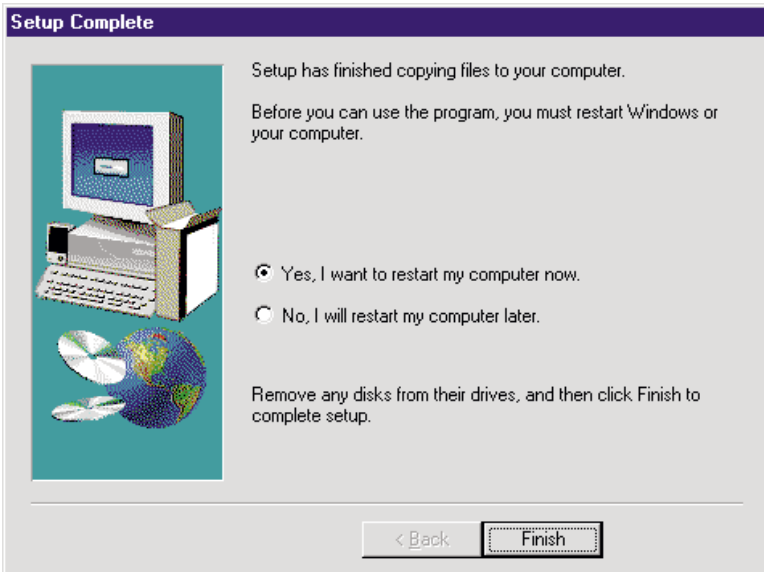 Setup Complete
Setup has finished copying files to your computer.
Before you can use the program, you must restart Windows or
your computer.
Yes, I want to restart my computer now.
No, I will restart my computer later.
Remove any disks from their drives, and then click Finish to
complete setup.
< Back
Finish